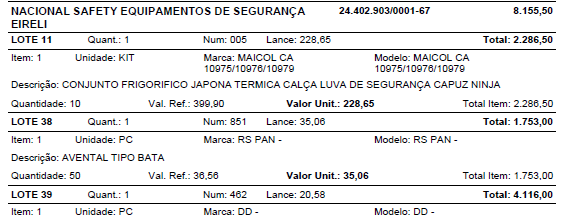 NACIONAL SAFETY EQUIPAMENTOS DE SEGURANÇA EIRELI 24.402.903/0001-67 8.155,50
LOTE 11 Quant.: 1 Num: 005 Lance: 228,65 Total: 2.286,50
Item: 1 Unidade: KIT Marca: MAICOL CA 10975/10976/10979 Modelo: MAICOL CA 10975/10976/10979
Descrição: CONJUNTO FRIGORIFICO JAPONA TERMICA CALÇA LUVA DE SEGURANÇA CAPUZ NINJA
Quantidade: 10 Val. Ref.: 399,90 Valor Unit.: 228,65 Total Item: 2.286,50
LOTE 38 Quant.: 1 Num: 851 Lance: 35,06 Total: 1.753,00
Item: 1 Unidade: PC Marca: RS PAN - Modelo: RS PAN -
Descrição: AVENTAL TIPO BATA
Quantidade: 50 Val. Ref.: 36,56 Valor Unit.: 35,06 Total Item: 1.753,00
LOTE 39 Quant.: 1 Num: 462 Lance: 20,58 Total: 4.116,00
Item: 1 Unidade: PC Marca: DD - Modelo: DD -